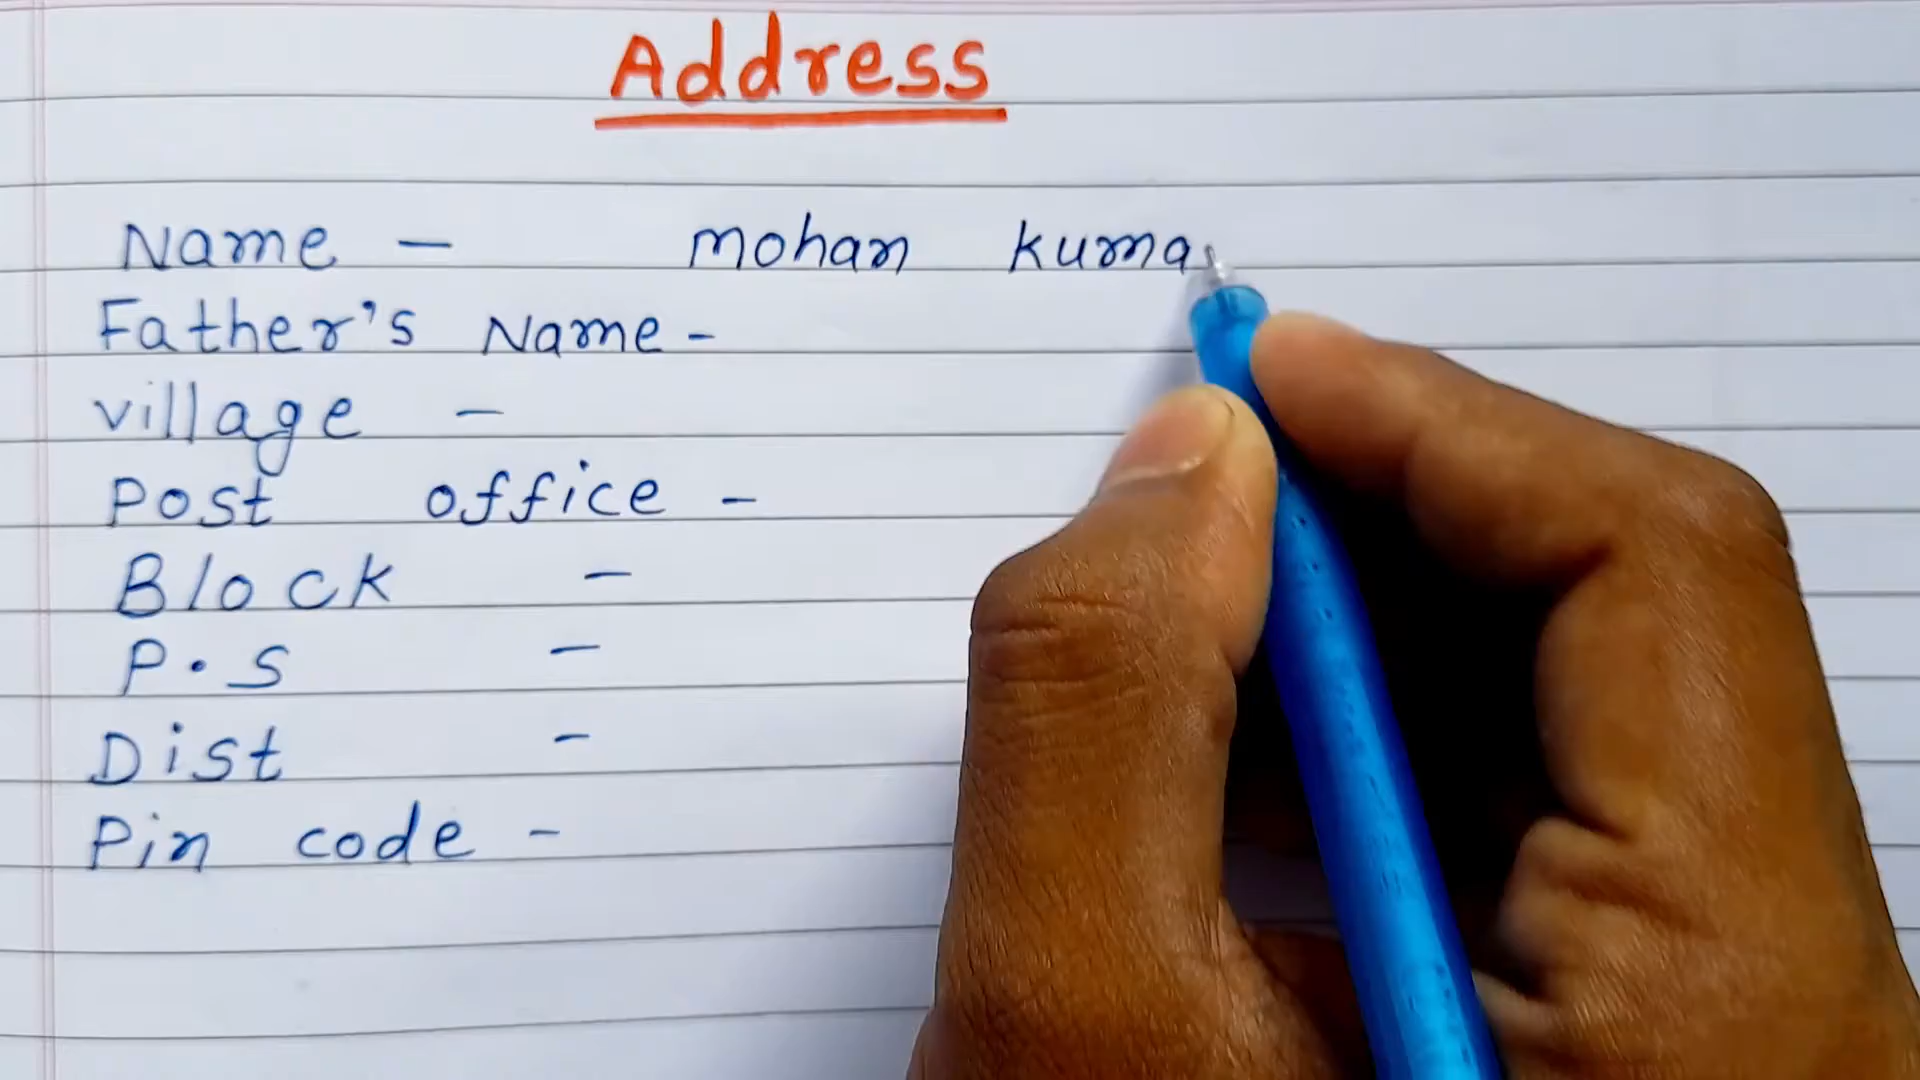 Address
Name - mohan kuma
Father's Name -
village -
Post office -
Block -
P.S -
Dist -
Pin code -